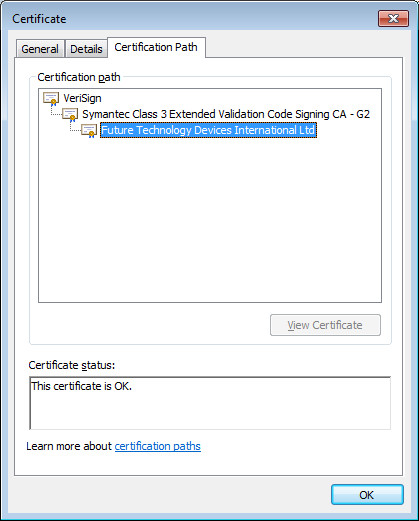 Certificate
General
Details
Certification Path
Certification path
VeriSign
Symantec Class 3 Extended Validation Code Signing CA - G2
Future Technology Devices International Ltd
View Certificate
Certificate status:
This certificate is OK.
Learn more about certification paths
OK